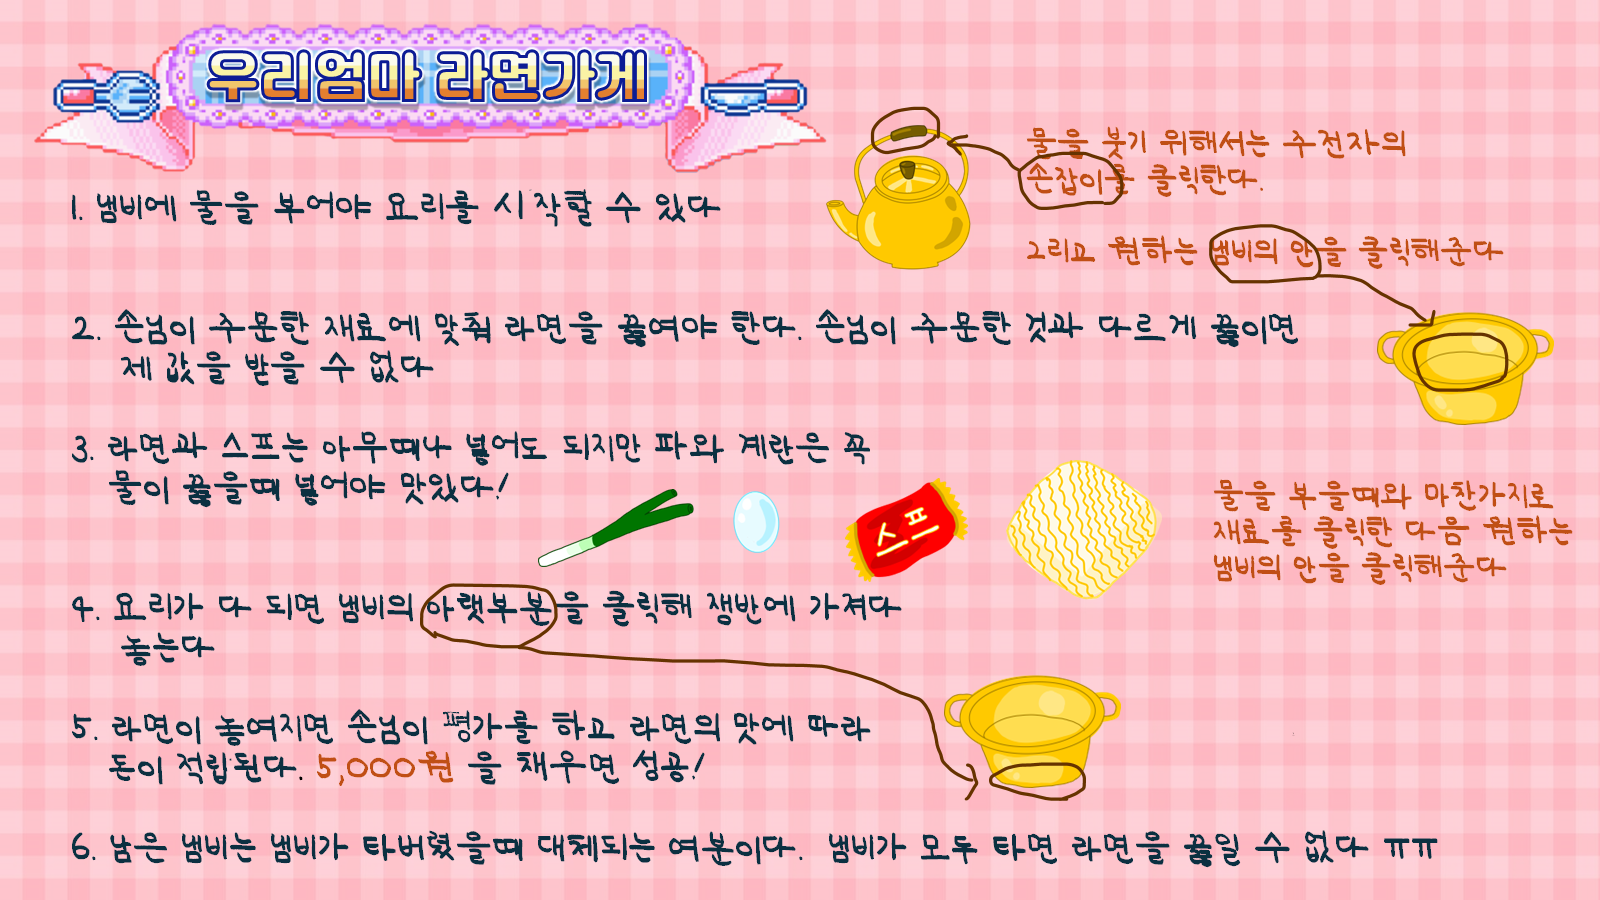 우리엄마 라면가게
1. 냄비에 물을 부어야 요리를 시작할 수 있다
물을 붓기 위해서는 주전자의
손잡이를 클릭한다.
그리고 원하는 냄비의 안을 클릭해준다
2. 손님이 주문한 재료에 맞춰 라면을 끓여야 한다. 손님이 주문한 것과 다르게 끓이면
제 값을 받을 수 없다
3. 라면과 스프는 아무때나 넣어도 되지만 파와 계란은 꼭
물이 끓을때 넣어야 맛있다!
스프
물을 부을때와 마찬가지로
재료를 클릭한 다음 원하는
냄비의 안을 클릭해준다
4. 요리가 다 되면 냄비의 아랫부분을 클릭해 쟁반에 가져다
놓는다
5. 라면이 놓여지면 손님이 평가를 하고 라면의 맛에 따라
돈이 적립된다. 5,000원 을 채우면 성공!
6. 남은 냄비는 냄비가 타버렸을때 대체되는 여분이다. 냄비가 모두 타면 라면을 끓일 수 없다 ㅠㅠ